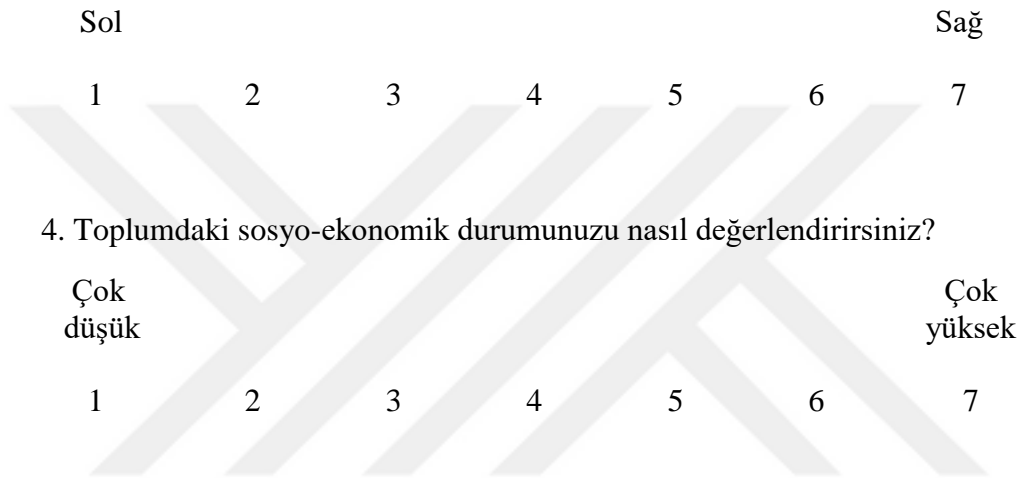 Sol Sağ
1 2 3 4 5 6 7
4. Toplumdaki sosyo-ekonomik durumunuzu nasıl değerlendirirsiniz?
Çok Çok
düşük yüksek
1 2 3 4 5 6 7